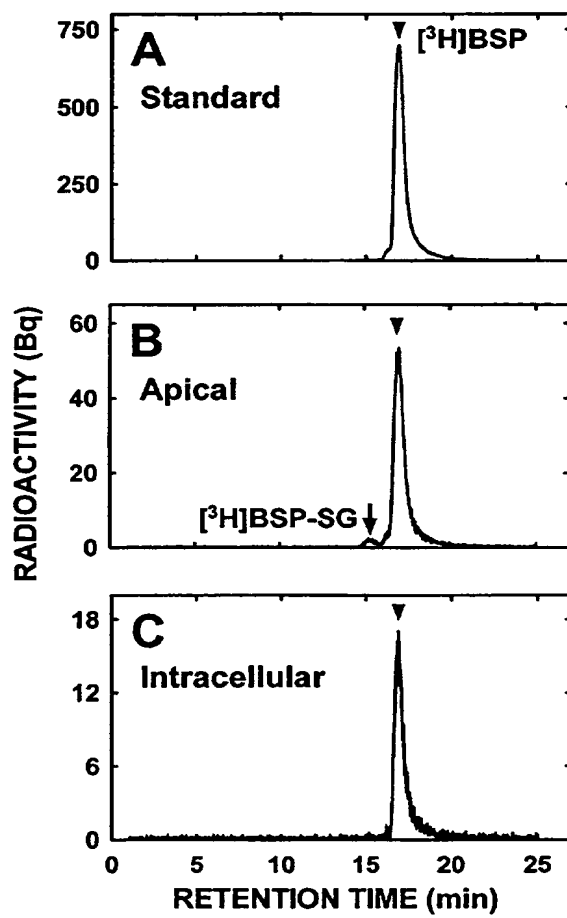 RADIOACTIVITY (Bq)
A
Standard
[³H]BSP
750
500
250
0
B
Apical
[³H]BSP-SG
60
40
20
0
C
Intracellular
18
12
6
0
0 5 10 15 20 25
RETENTION TIME (min)